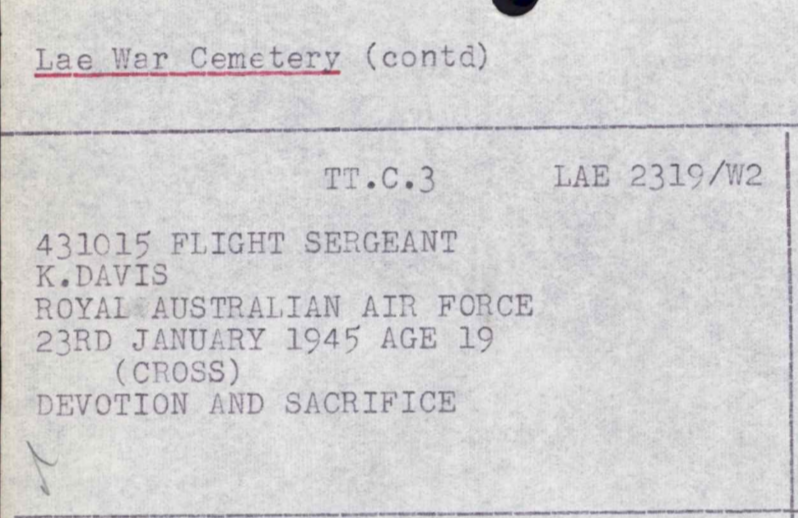 Lae War Cemetery (contd)
TT.C.3 LAE 2319/W2
431015 FLIGHT SERGEANT
K.DAVIS
ROYAL AUSTRALIAN AIR FORCE
23RD JANUARY 1945 AGE 19
(CROSS)
DEVOTION AND SACRIFICE